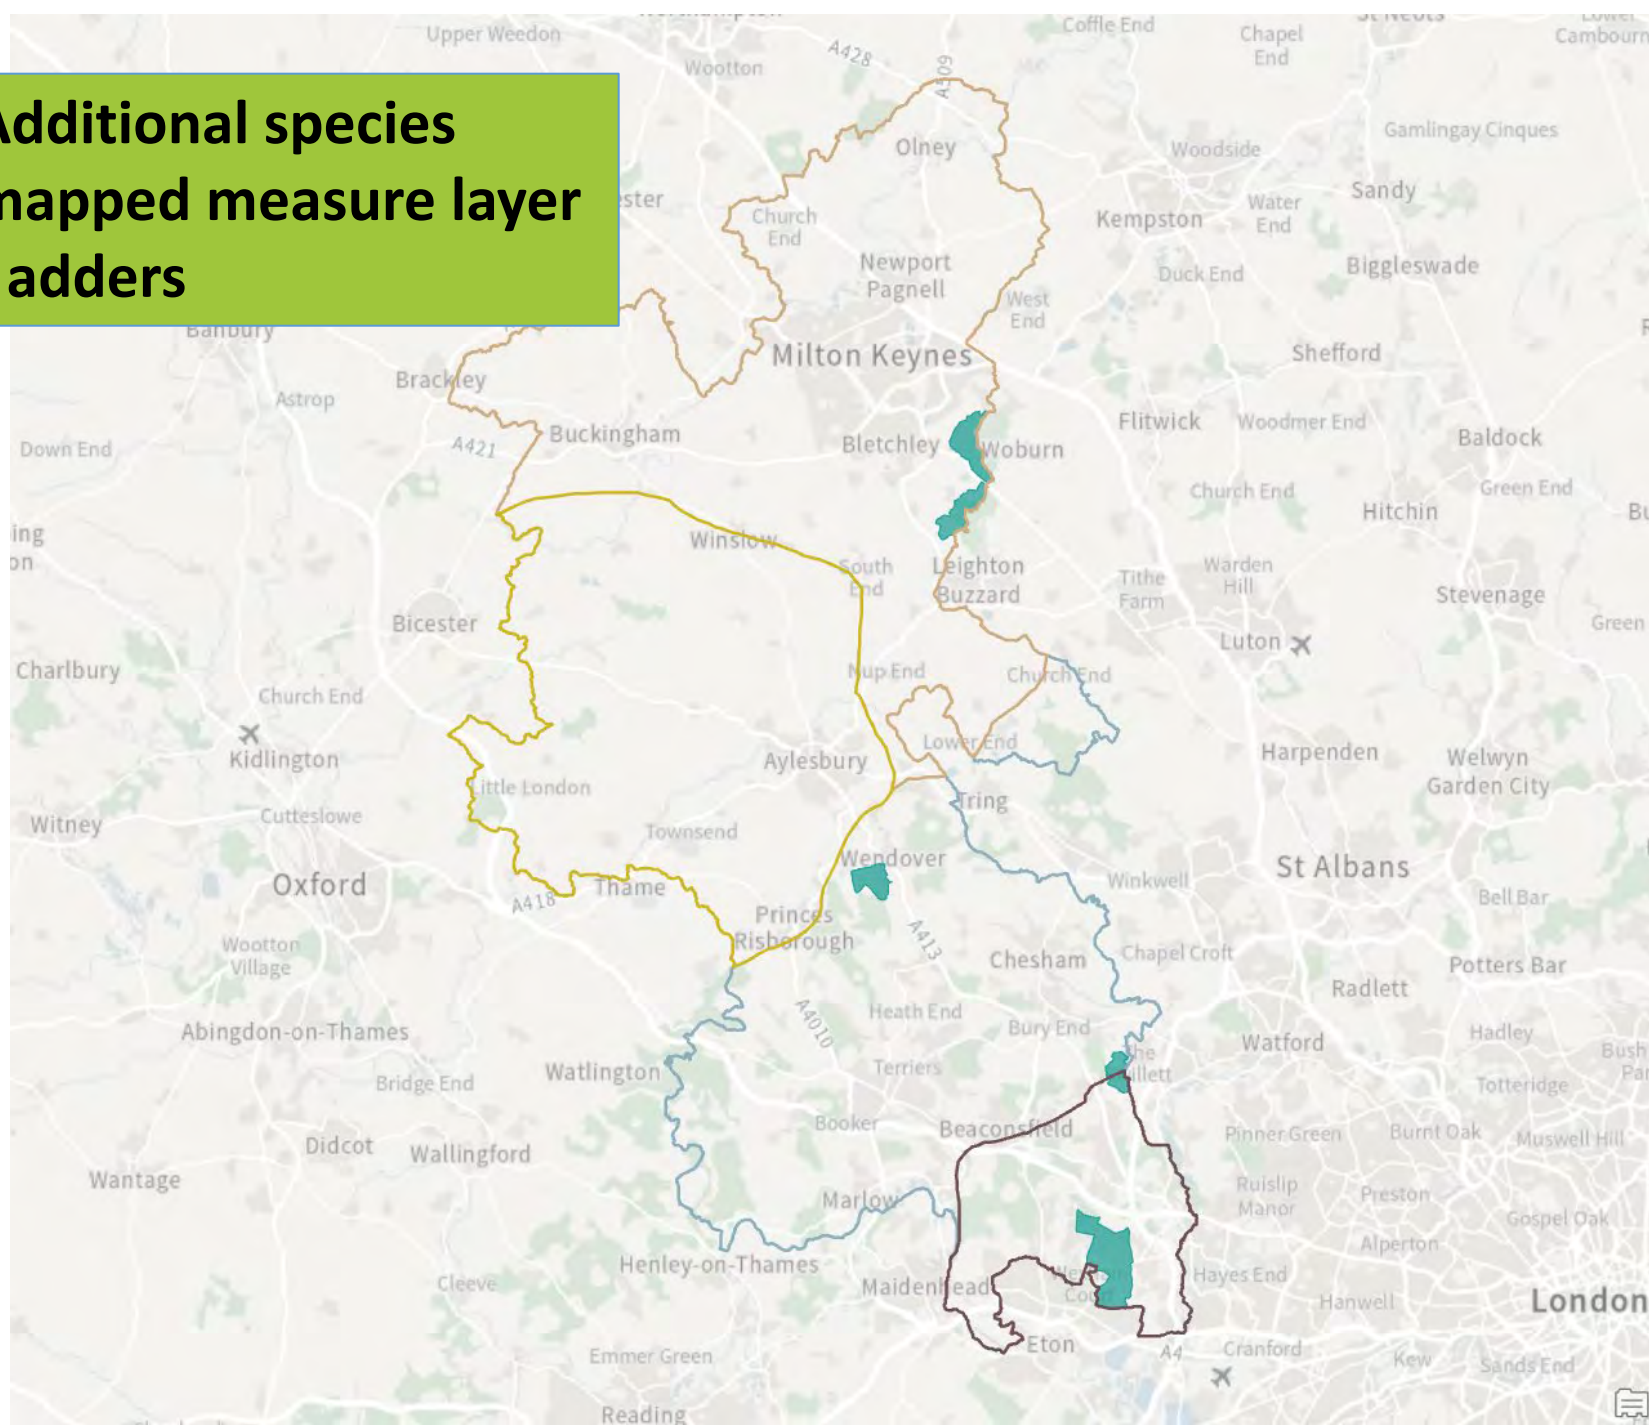 Upper Weedon
Wootton
A428
A509
Coffle End
Chapel
End
St Neots
Lower
Cambourn
Additional species
mapped measure layer
adders
Olney
Woodside
Gamlingay Cinques
Church
End
Kempston
Water
End
Sandy
Newport
Pagnell
West
End
Duck End
Biggleswade
Banbury
Milton Keynes
Shefford
Brackley
Astrop
Buckingham
A421
Down End
Bletchley
Woburn
Flitwick
Woodmer End
Baldock
Church End
Green End
Hitchin
Winslow
South
End
Leighton
Buzzard
Tithe
Farm
Warden
Hill
Stevenage
Bicester
Green
Luton
Charlbury
Church End
Nup End
Church End
Kidlington
Aylesbury
Lower End
Harpenden
Welwyn
Garden City
Little London
Tring
Witney
Cutteslowe
Townsend
Wendover
St Albans
Oxford
A418
Thame
Winkwell
Bell Bar
Princes
Risborough
A413
Wootton
Village
Chesham
Chapel Croft
Potters Bar
Radlett
Abingdon-on-Thames
A4010
Heath End
Bury End
Watford
Hadley
Bush
Watlington
Bridge End
Terriers
The
Totteridge
Didcot
Wallingford
Booker
Beaconsfield
Pinner Green
Burnt Oak
Muswell Hill
Wantage
Marlow
Ruislip
Manor
Preston
Gospel Oak
Alperton
Henley-on-Thames
Cleeve
Maidenhead
Hayes End
Hanwell
London
Emmer Green
Eton
A4
Cranford
Kew
Sands End
Reading